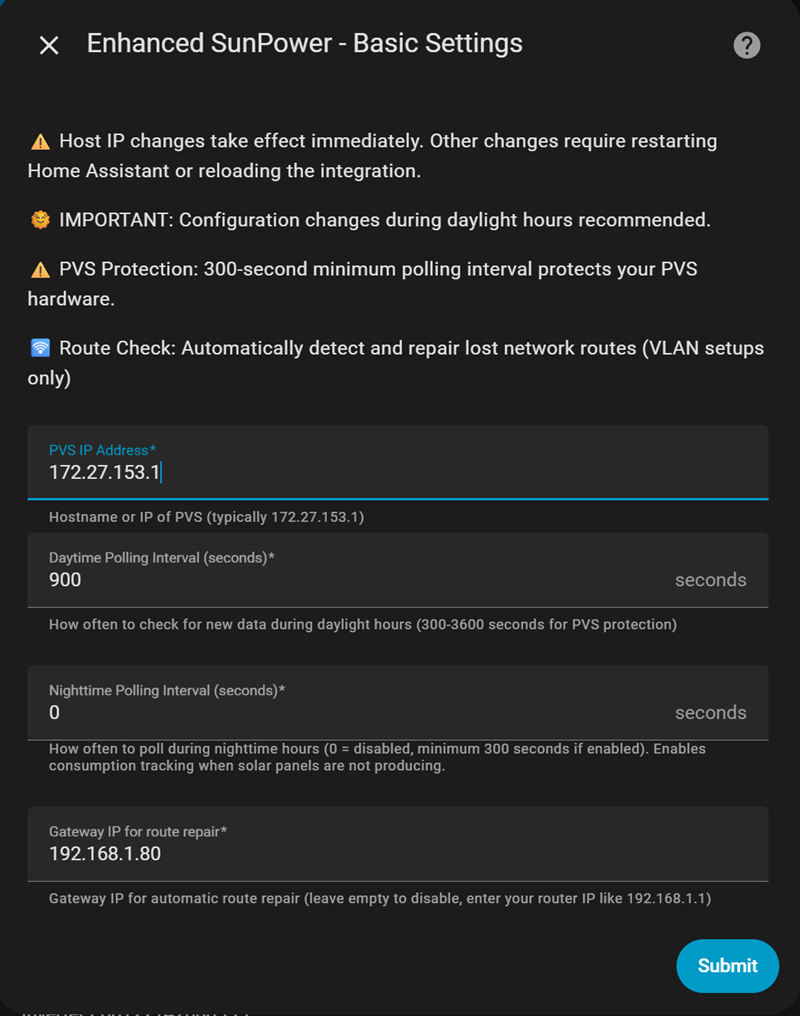 Enhanced SunPower - Basic Settings
⚠️ Host IP changes take effect immediately. Other changes require restarting
Home Assistant or reloading the integration.
🌞 IMPORTANT: Configuration changes during daylight hours recommended.
⚠️ PVS Protection: 300-second minimum polling interval protects your PVS
hardware.
🛜 Route Check: Automatically detect and repair lost network routes (VLAN setups
only)
PVS IP Address*
172.27.153.1
Hostname or IP of PVS (typically 172.27.153.1)
Daytime Polling Interval (seconds)*
900 seconds
How often to check for new data during daylight hours (300-3600 seconds for PVS protection)
Nighttime Polling Interval (seconds)*
0 seconds
How often to poll during nighttime hours (0 = disabled, minimum 300 seconds if enabled). Enables
consumption tracking when solar panels are not producing.
Gateway IP for route repair*
192.168.1.80
Gateway IP for automatic route repair (leave empty to disable, enter your router IP like 192.168.1.1)
Submit